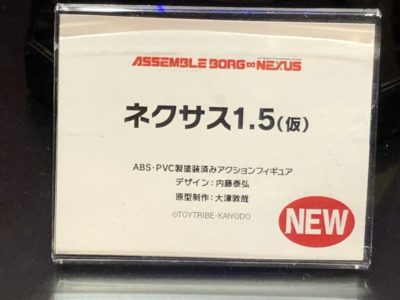 ASSEMBLE BORG∞NEXUS
ネクサス1.5(仮)
ABS・PVC製塗装済みアクションフィギュア
デザイン：内藤泰弘
原型制作：大津敦哉
©TOYTRIBE・KAIYODO
NEW